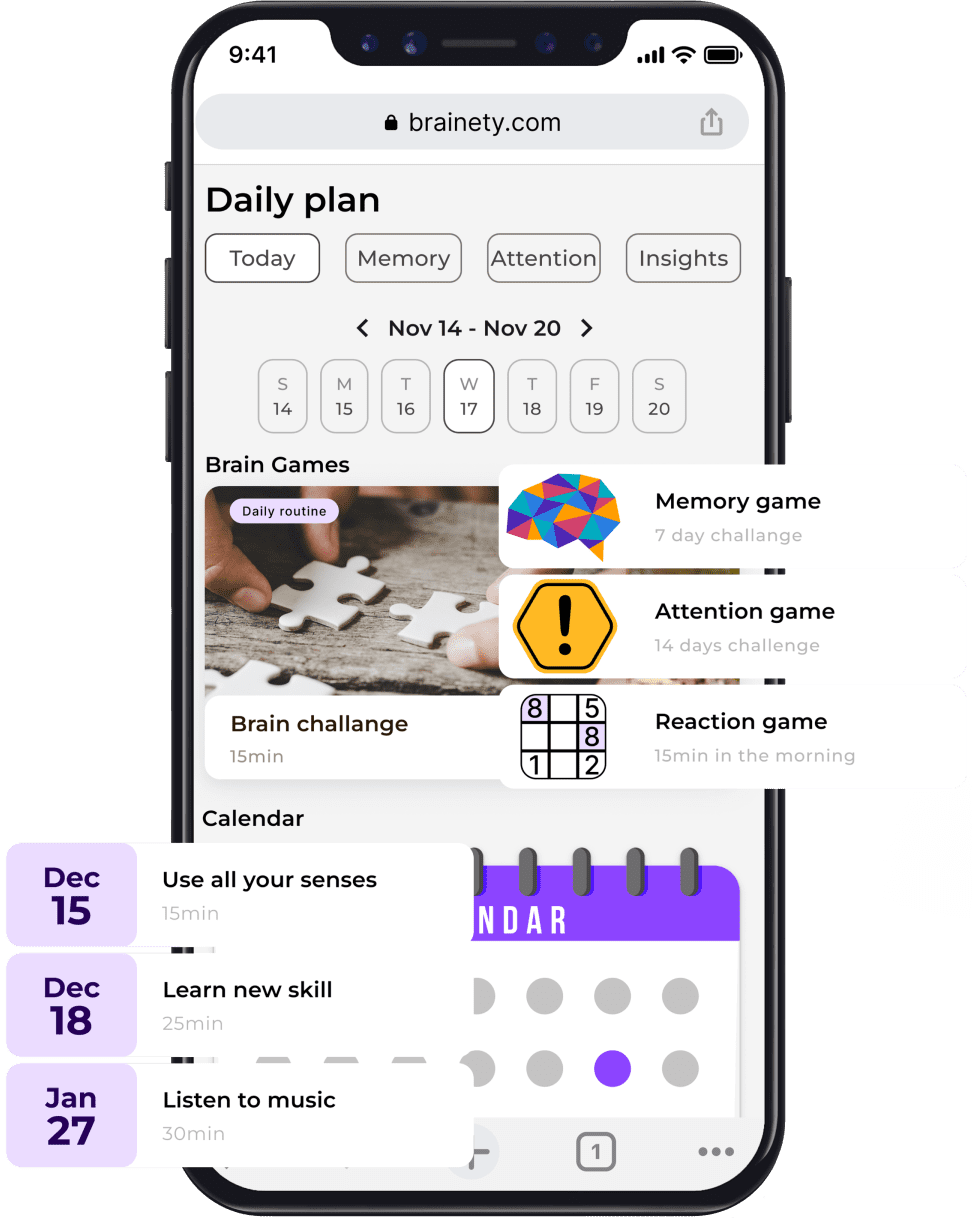 9:41
brainety.com
Daily plan
Today Memory Attention Insights
Nov 14 - Nov 20
S M T W T F S
14 15 16 17 18 19 20
Brain Games
Daily routine
Memory game
7 day challange
Attention game
14 days challenge
8 5
8
1 2
Reaction game
15min in the morning
Brain challange
15min
Calendar
NDAR
Dec
15
Use all your senses
15min
Dec
18
Learn new skill
25min
Jan
27
Listen to music
30min
1